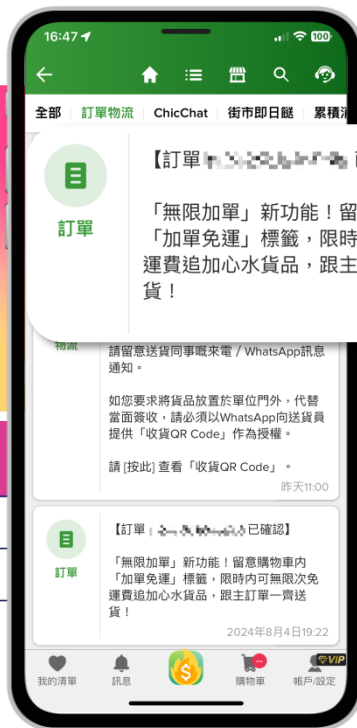 16:47
100
全部
訂單物流
ChicChat
街市即日餸
累積
【訂單
訂單
「無限加單」新功能！留
「加單免運」標籤，限時
運費追加心水貨品，跟主
貨！
物流
請留意送貨同事嘅來電 / WhatsApp訊息
通知。
如您要求將貨品放置於單位門外，代替
當面簽收，請必須以WhatsApp向送貨員
提供「收貨QR Code」作為授權。
請 [按此] 查看「收貨QR Code」。
昨天11:00
【訂單
已確認】
訂單
「無限加單」新功能！留意購物車内
「加單免運」標籤，限時内可無限次免
運費追加心水貨品，跟主訂單一齊送
貨！
2024年8月4日19:22
VIP
我的清單
訊息
購物車
帳戶/設定